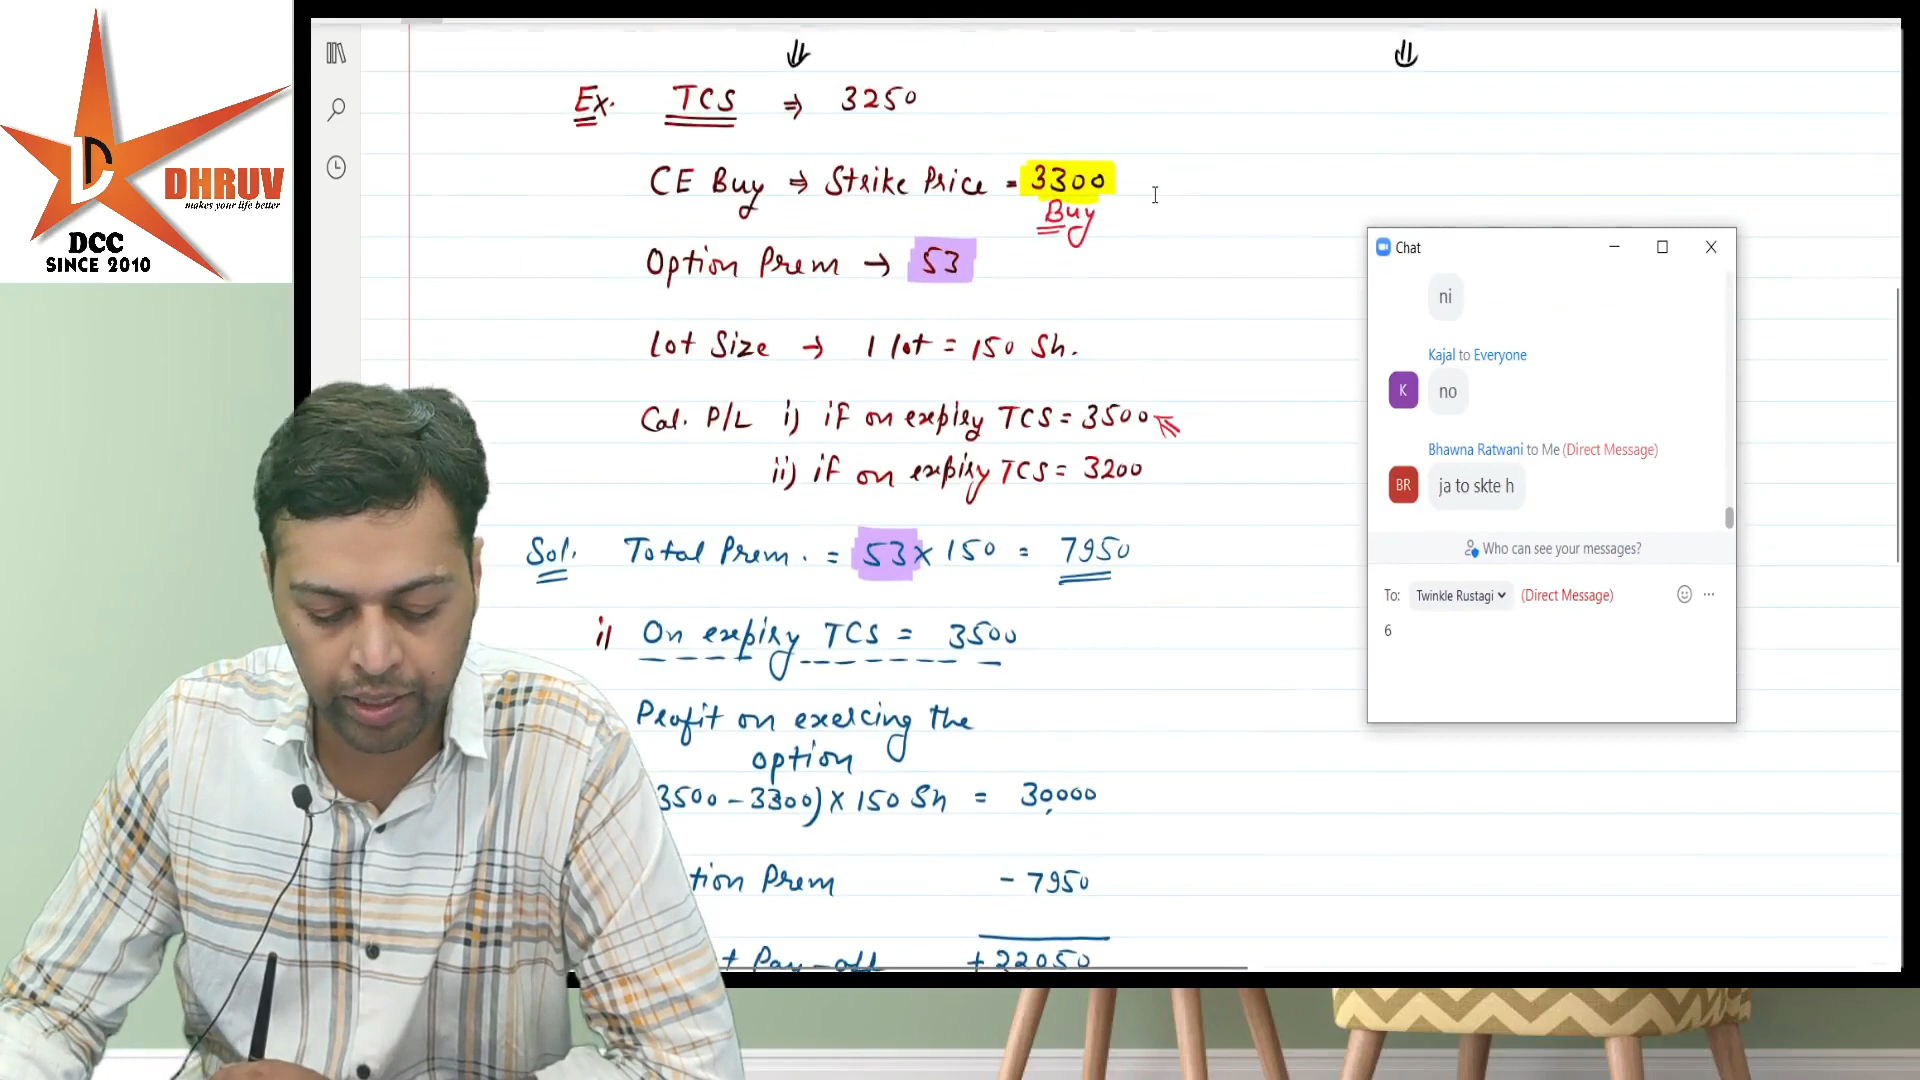 DHRUV
makes your life better
DCC
SINCE 2010
Ex. TCS ⇒ 3250
CE Buy ⇒ Strike Price = 3300
Buy
Option Prem → 53
Lot Size → 1 lot = 150 Sh.
Cal. P/L i) if on expiry TCS = 3500
ii) if on expiry TCS = 3200
Sol. Total Prem. = 53 × 150 = 7950
i) On expiry TCS = 3500
Profit on exercing the
option
3500 - 3300) × 150 Sh = 30,000
tion Prem - 7950
t Pay-off + 22050
Chat
ni
Kajal to Everyone
K
no
Bhawna Ratwani to Me (Direct Message)
BR
ja to skte h
Who can see your messages?
To: Twinkle Rustagi (Direct Message)
6